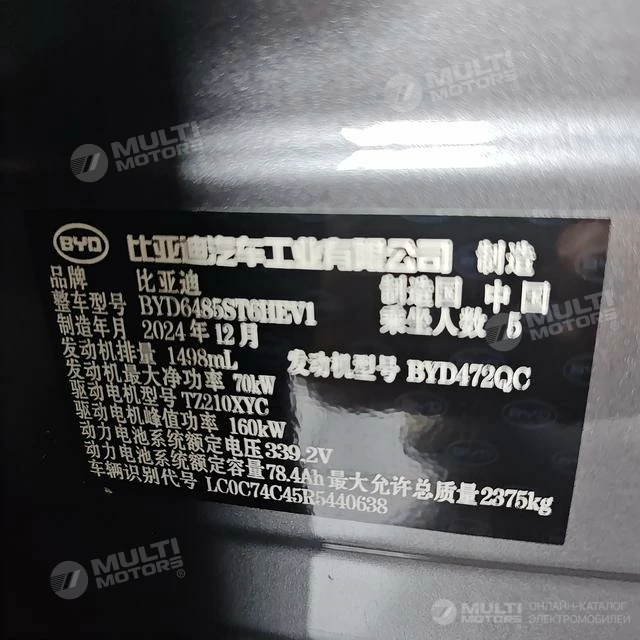 MULTI
MOTORS®
MULTI
MOTORS®
BYD 比亚迪汽车工业有限公司 制造
品牌 比亚迪 制造国 中国
整车型号 BYD6485ST6HEV1 乘坐人数 5
制造年月 2024年12月
发动机排量 1498mL 发动机型号 BYD472QC
发动机最大净功率 70kW
驱动电机型号 TZ210XYC
驱动电机峰值功率 160kW
动力电池系统额定电压 339.2V
动力电池系统额定容量 78.4Ah 最大允许总质量 2375kg
车辆识别代号 LC0C74C45R5440638
MULTI
MOTORS
MULTI
MOTORS®
MULTI
MOTORS
ОНЛАЙН-КАТАЛОГ
ЭЛЕКТРОМОБИЛЕЙ